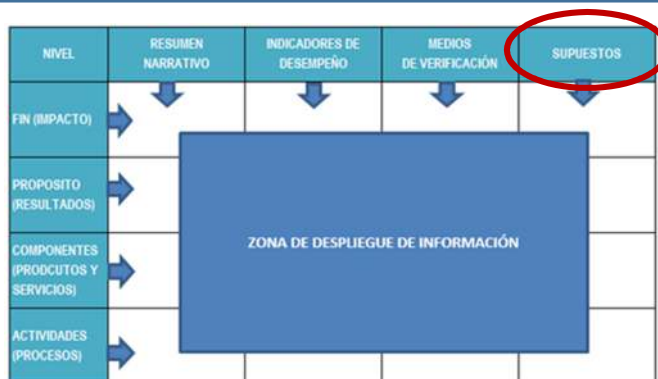 NIVEL
RESUMEN
NARRATIVO
INDICADORES DE
DESEMPEÑO
MEDIOS
DE VERIFICACIÓN
SUPUESTOS
FIN (IMPACTO)
PROPOSITO
(RESULTADOS)
ZONA DE DESPLIEGUE DE INFORMACIÓN
COMPONENTES
(PRODCUTOS Y
SERVICIOS)
ACTIVIDADES
(PROCESOS)